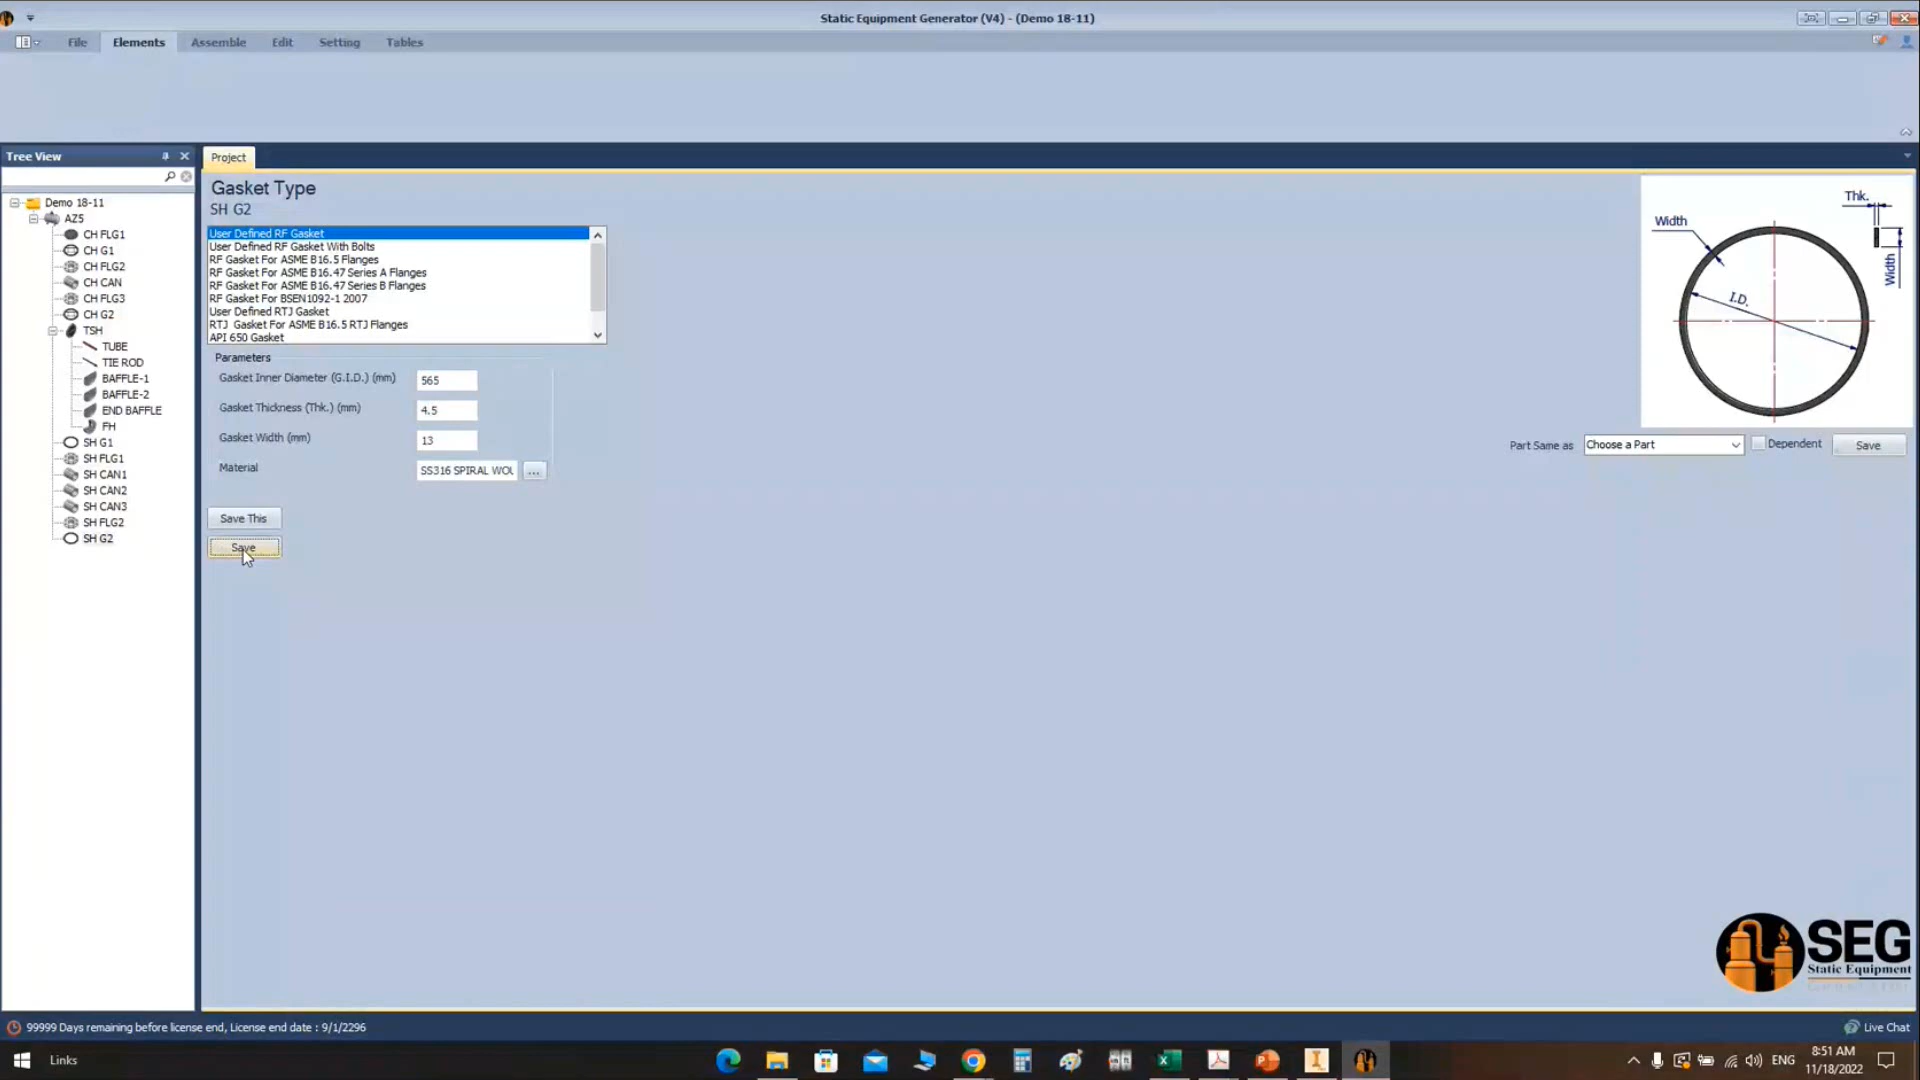 Static Equipment Generator (V4) - (Demo 18-11)
File Elements Assemble Edit Setting Tables
Tree View
Project
Demo 18-11
AZ5
CH FLG1
CH G1
CH FLG2
CH CAN
CH FLG3
CH G2
TSH
TUBE
TIE ROD
BAFFLE-1
BAFFLE-2
END BAFFLE
FH
SH G1
SH FLG1
SH CAN1
SH CAN2
SH CAN3
SH FLG2
SH G2
Gasket Type
SH G2
User Defined RF Gasket
User Defined RF Gasket With Bolts
RF Gasket For ASME B16.5 Flanges
RF Gasket For ASME B16.47 Series A Flanges
RF Gasket For ASME B16.47 Series B Flanges
RF Gasket For BSEN1092-1 2007
User Defined RTJ Gasket
RTJ Gasket For ASME B16.5 RTJ Flanges
API 650 Gasket
Parameters
Gasket Inner Diameter (G.I.D.) (mm) 565
Gasket Thickness (Thk.) (mm) 4.5
Gasket Width (mm) 13
Material SS316 SPIRAL WOU ...
Save This
Save
Thk.
Width
Width
I.D.
Part Same as Choose a Part Dependent Save
SEG
Static Equipment
99999 Days remaining before license end, License end date : 9/1/2296
Live Chat
Links
ENG
8:51 AM
11/18/2022